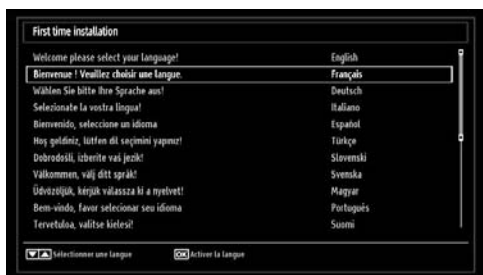 First time installation
Welcome please select your language! English
Bienvenue ! Veuillez choisir une langue. Français
Wählen Sie bitte Ihre Sprache aus! Deutsch
Selezionate la vostra lingua! Italiano
Bienvenido, seleccione un idioma Español
Hoş geldiniz, lütfen dil seçimini yapınız! Türkçe
Dobrodošli, izberite vaš jezik! Slovenski
Välkommen, välj ditt språk! Svenska
Üdvözöljük, kérjük válassza ki a nyelvet! Magyar
Bem-vindo, favor selecionar seu idioma Português
Tervetuloa, valitse kielesi! Suomi
Sélectionner une langue OK Activer la langue